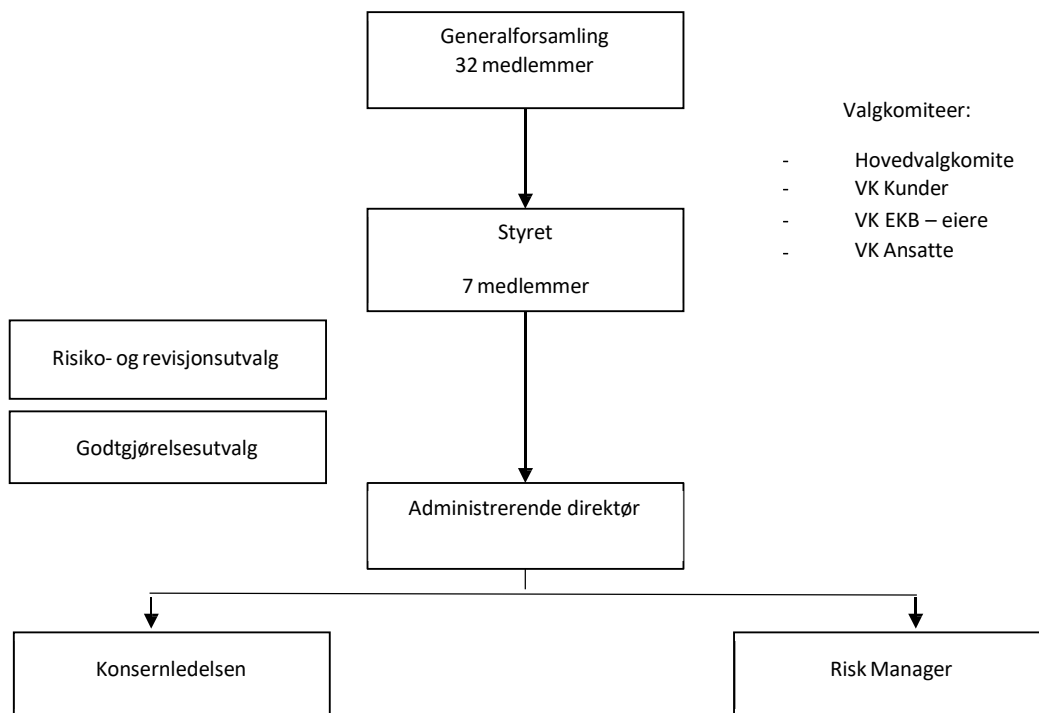 Generalforsamling
32 medlemmer
Valgkomiteer:
- Hovedvalgkomite
- VK Kunder
- VK EKB – eiere
- VK Ansatte
Styret
7 medlemmer
Risiko- og revisjonsutvalg
Godtgjørelsesutvalg
Administrerende direktør
Konsernledelsen
Risk Manager